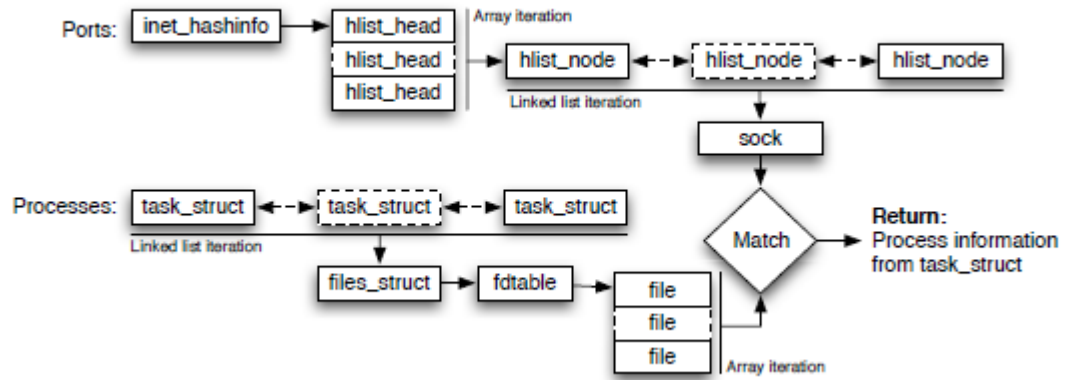 Ports:
inet_hashinfo
hlist_head
hlist_head
hlist_head
Array iteration
hlist_node
hlist_node
hlist_node
Linked list iteration
sock
Processes:
task_struct
task_struct
task_struct
Linked list iteration
files_struct
fdtable
file
file
file
Array iteration
Match
Return:
Process information
from task_struct